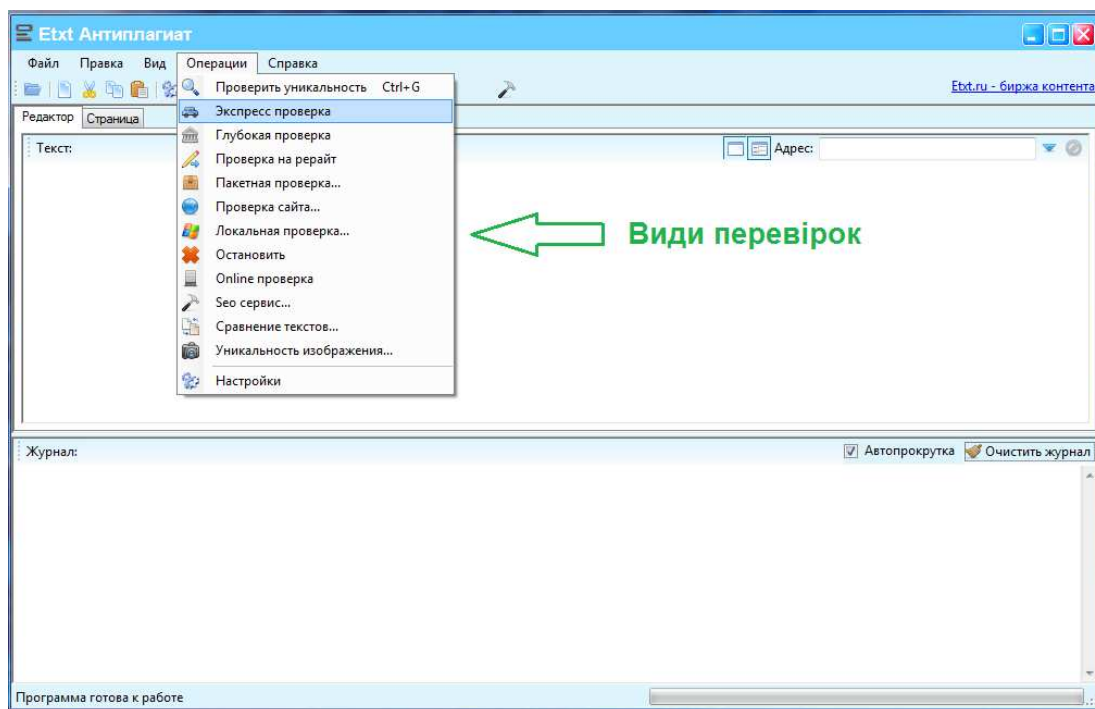 Etxt Антиплагиат
Файл Правка Вид Операции Справка
Etxt.ru - биржа контента
Редактор Страница
Текст: Адрес:
Проверить уникальность Ctrl+G
Экспресс проверка
Глубокая проверка
Проверка на рерайт
Пакетная проверка...
Проверка сайта...
Локальная проверка...
Остановить
Online проверка
Seo сервис...
Сравнение текстов...
Уникальность изображения...
Настройки
Види перевірок
Журнал: Автопрокрутка Очистить журнал
Программа готова к работе